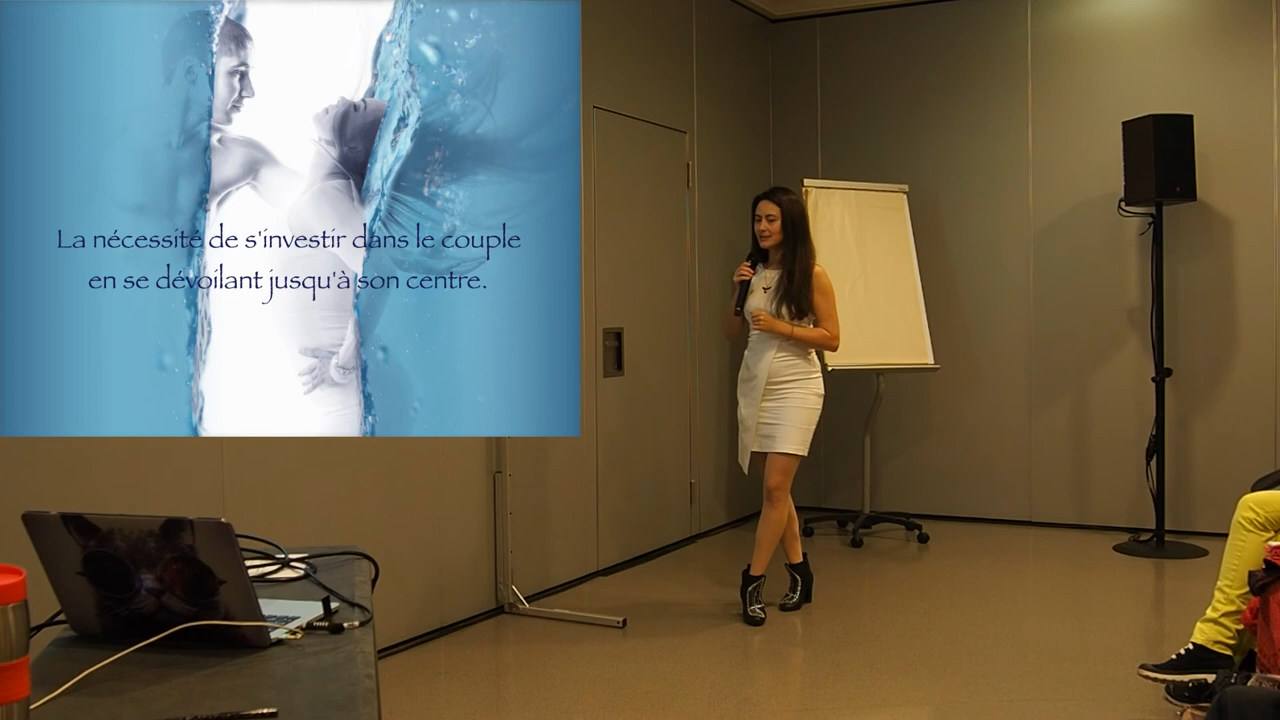 La nécessité de s'investir dans le couple
en se dévoilant jusqu'à son centre.